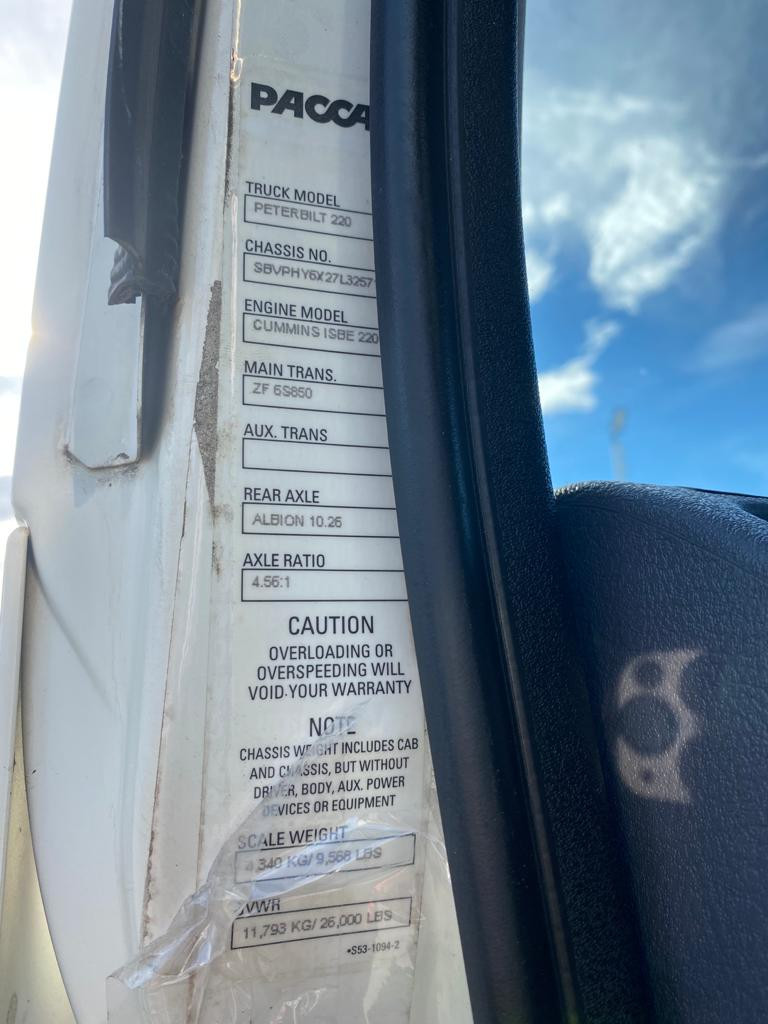 PACCA
TRUCK MODEL
PETERBILT 220
CHASSIS NO.
SBVPHY6X27L3257
ENGINE MODEL
CUMMINS ISBE 220
MAIN TRANS.
ZF 6S850
AUX. TRANS
REAR AXLE
ALBION 10.26
AXLE RATIO
4.56:1
CAUTION
OVERLOADING OR
OVERSPEEDING WILL
VOID YOUR WARRANTY
NOTE
CHASSIS WEIGHT INCLUDES CAB
AND CHASSIS, BUT WITHOUT
DRIVER, BODY, AUX. POWER
DEVICES OR EQUIPMENT
SCALE WEIGHT
4,340 KG/ 9,568 LBS
GVWR
11,793 KG/ 26,000 LBS
•S53-1094-2